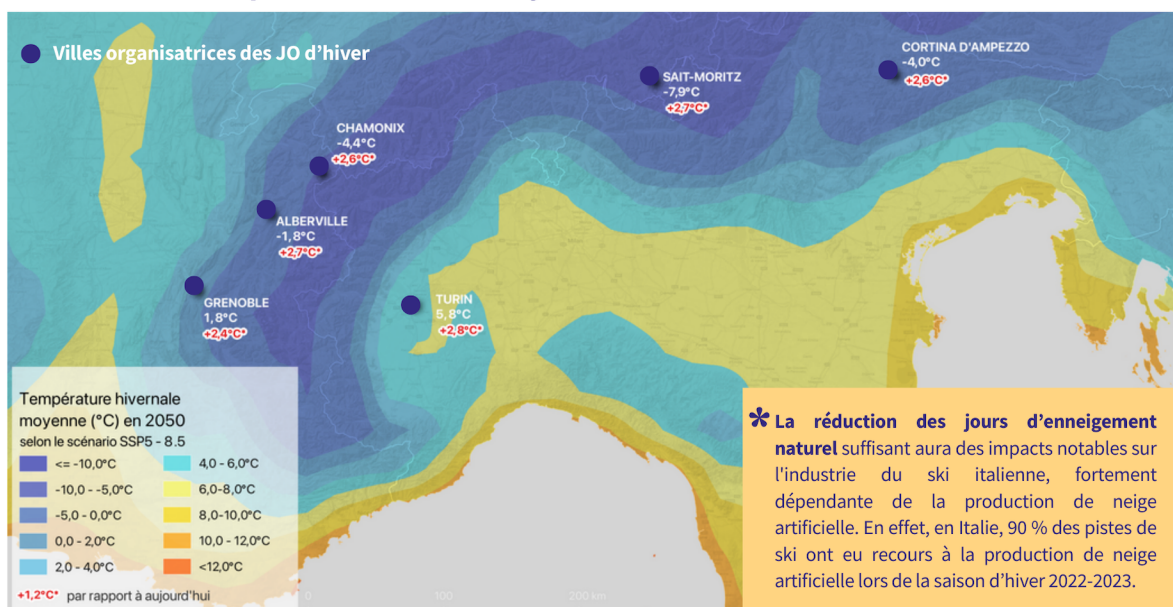 Villes organisatrices des JO d'hiver
CORTINA D'AMPEZZO
-4,0°C
+2,6°C*
SAIT-MORITZ
-7,9°C
+2,7°C*
CHAMONIX
-4,4°C
+2,6°C*
ALBERVILLE
-1,8°C
+2,7°C*
GRENOBLE
1,8°C
+2,4°C*
TURIN
5,8°C
+2,8°C*
Température hivernale
moyenne (°C) en 2050
selon le scénario SSP5 - 8.5
<= -10,0°C
-10,0 - -5,0°C
-5,0 - 0,0°C
0,0 - 2,0°C
2,0 - 4,0°C
4,0 - 6,0°C
6,0-8,0°C
8,0-10,0°C
10,0 - 12,0°C
<12,0°C
+1,2°C* par rapport à aujourd'hui
0 100 200 km
* La réduction des jours d'enneigement
naturel suffisant aura des impacts notables sur
l'industrie du ski italienne, fortement
dépendante de la production de neige
artificielle. En effet, en Italie, 90 % des pistes de
ski ont eu recours à la production de neige
artificielle lors de la saison d'hiver 2022-2023.